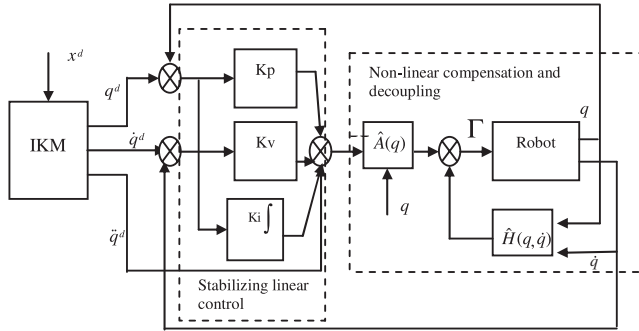 x^d
q^d
IKM
q̇^d
q̈^d
Kp
Kv
Ki ∫
Stabilizing linear
control
Non-linear compensation and
decoupling
Â(q)
q
Γ
Robot
q
Ĥ(q, q̇)
q̇